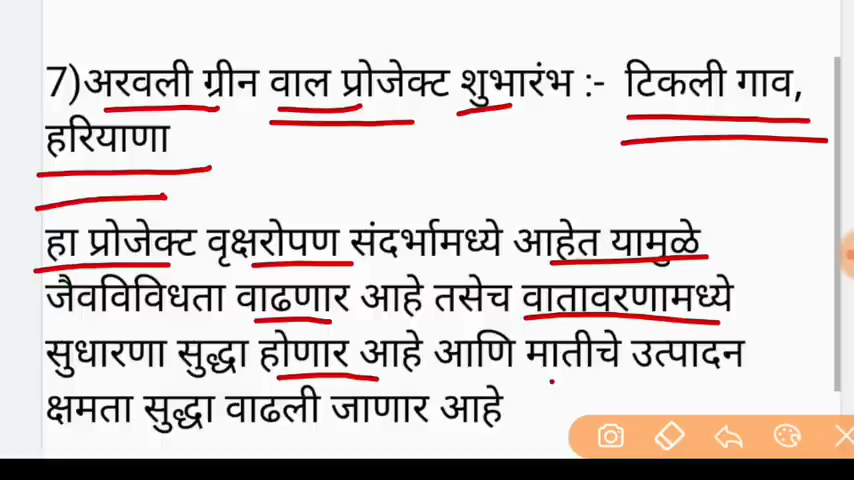 7)अरवली ग्रीन वाल प्रोजेक्ट शुभारंभ :- टिकली गाव,
हरियाणा
हा प्रोजेक्ट वृक्षरोपण संदर्भामध्ये आहेत यामुळे
जैवविविधता वाढणार आहे तसेच वातावरणामध्ये
सुधारणा सुद्धा होणार आहे आणि मातीचे उत्पादन
क्षमता सुद्धा वाढली जाणार आहे